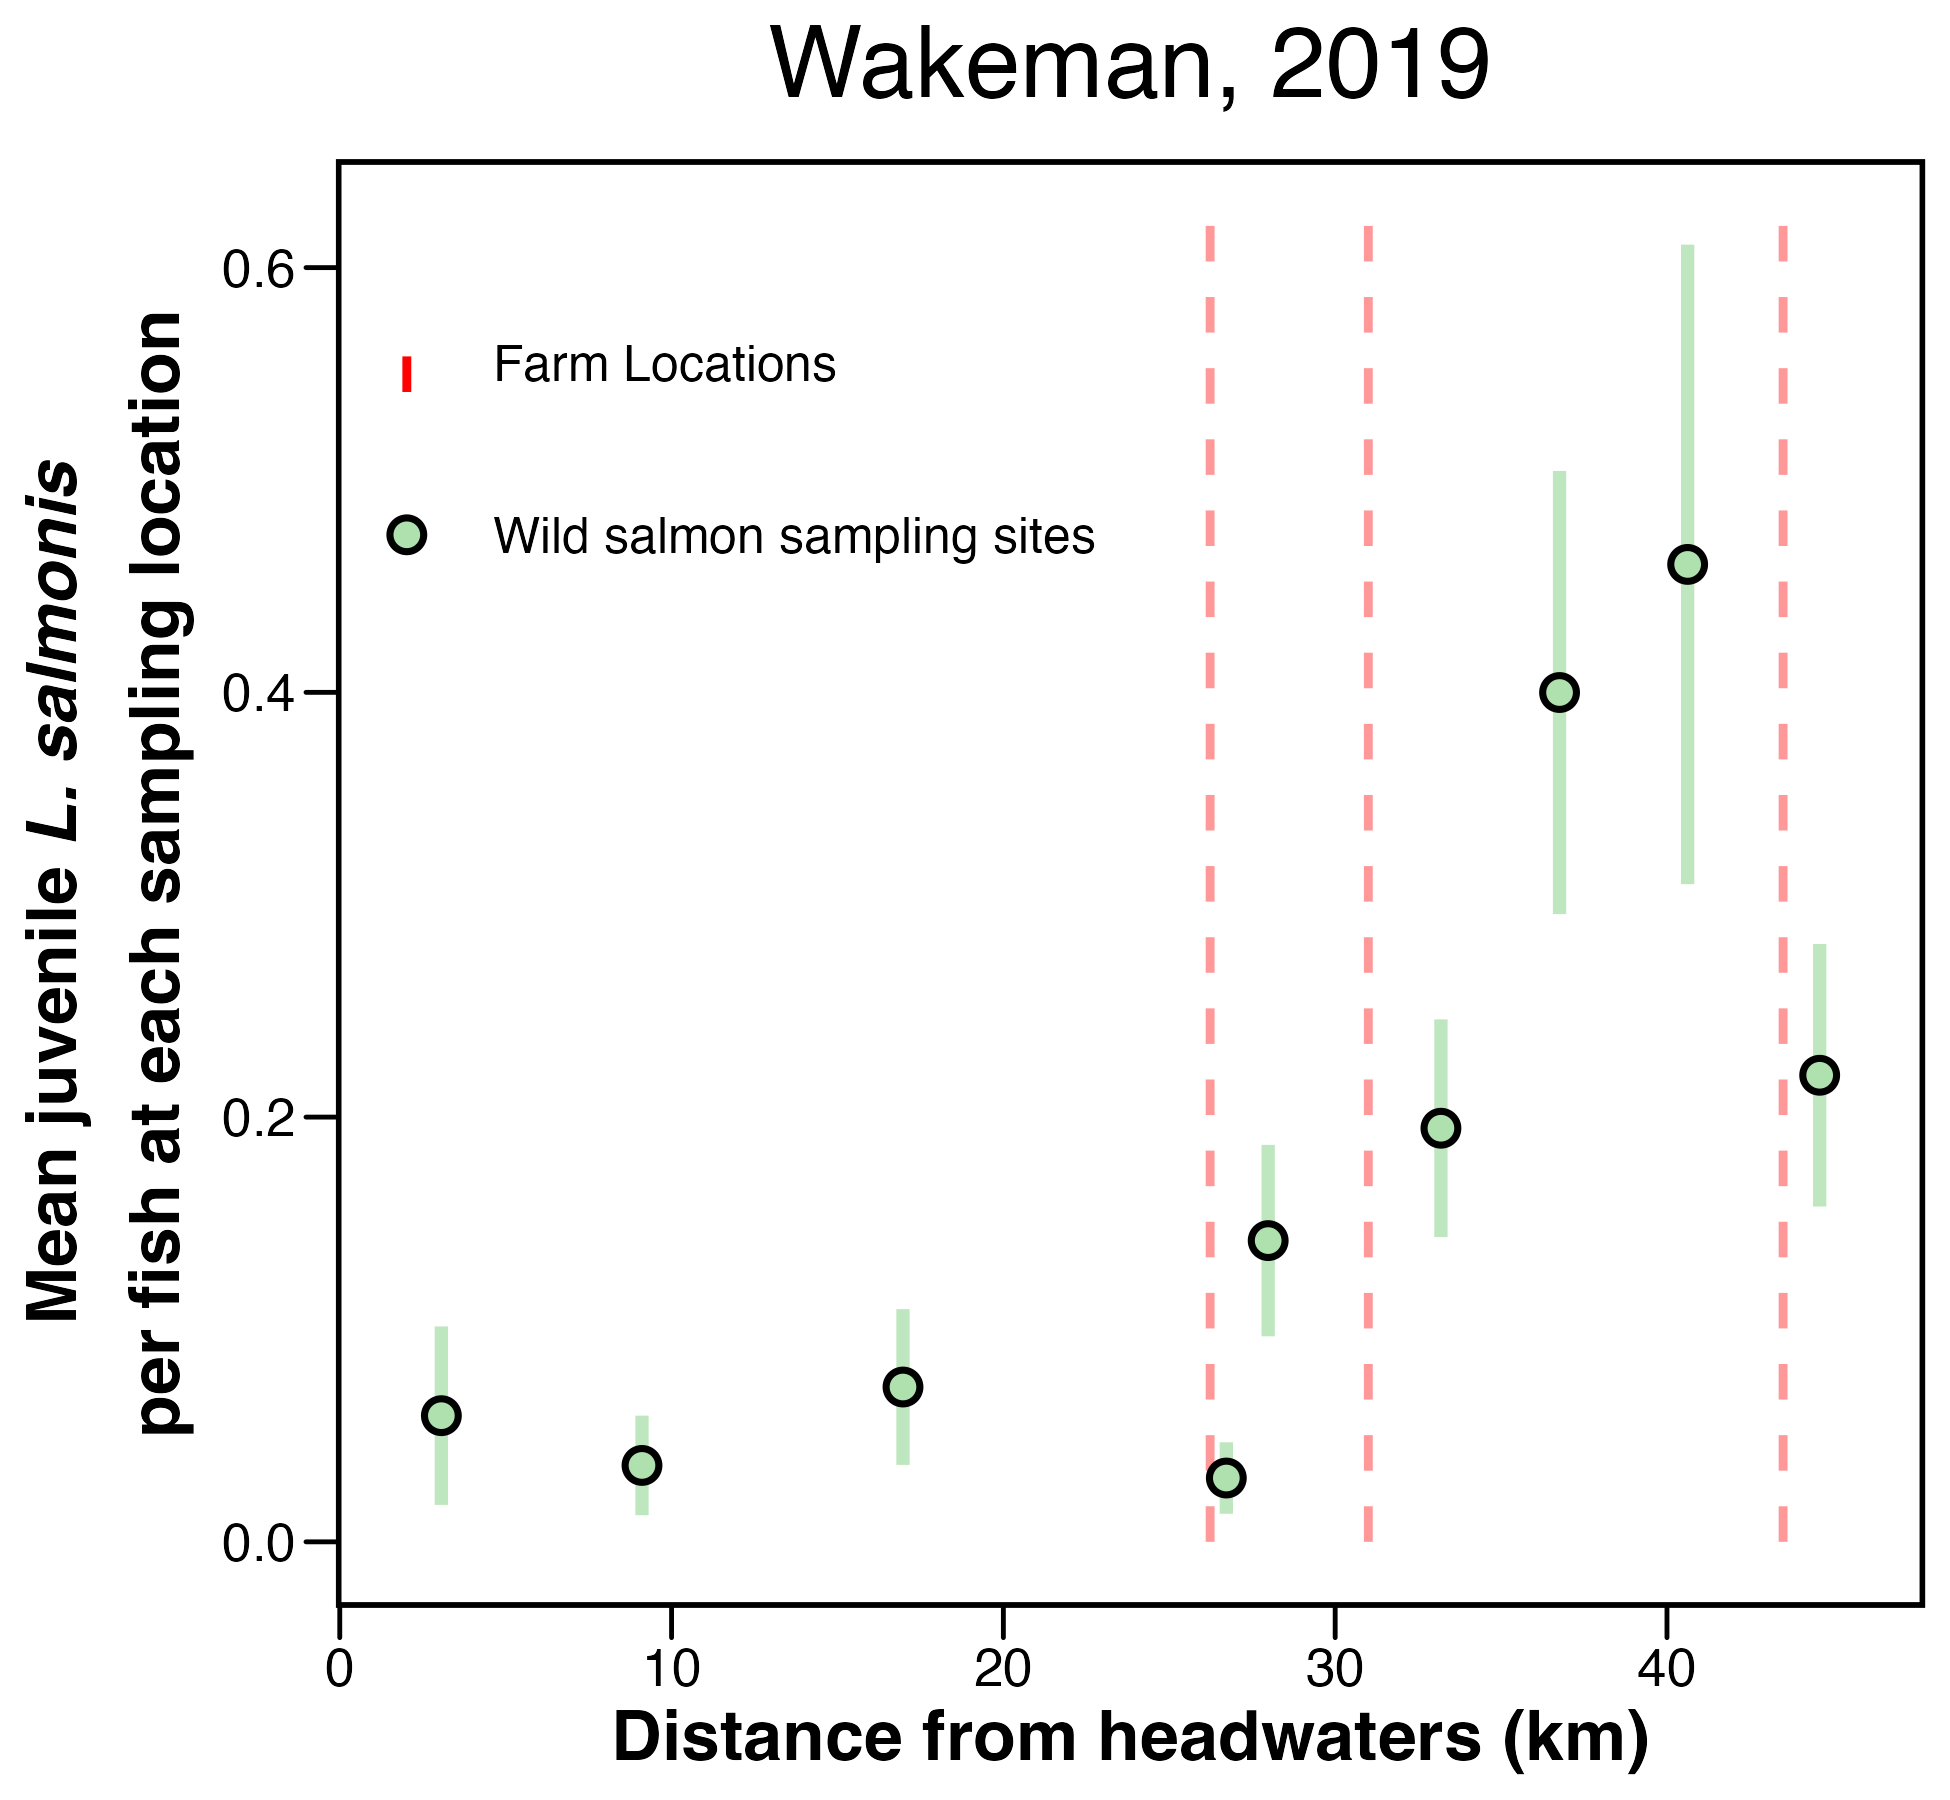 Wakeman, 2019
Mean juvenile L. salmonis
per fish at each sampling location
0.6
0.4
0.2
0.0
Farm Locations
Wild salmon sampling sites
0 10 20 30 40
Distance from headwaters (km)